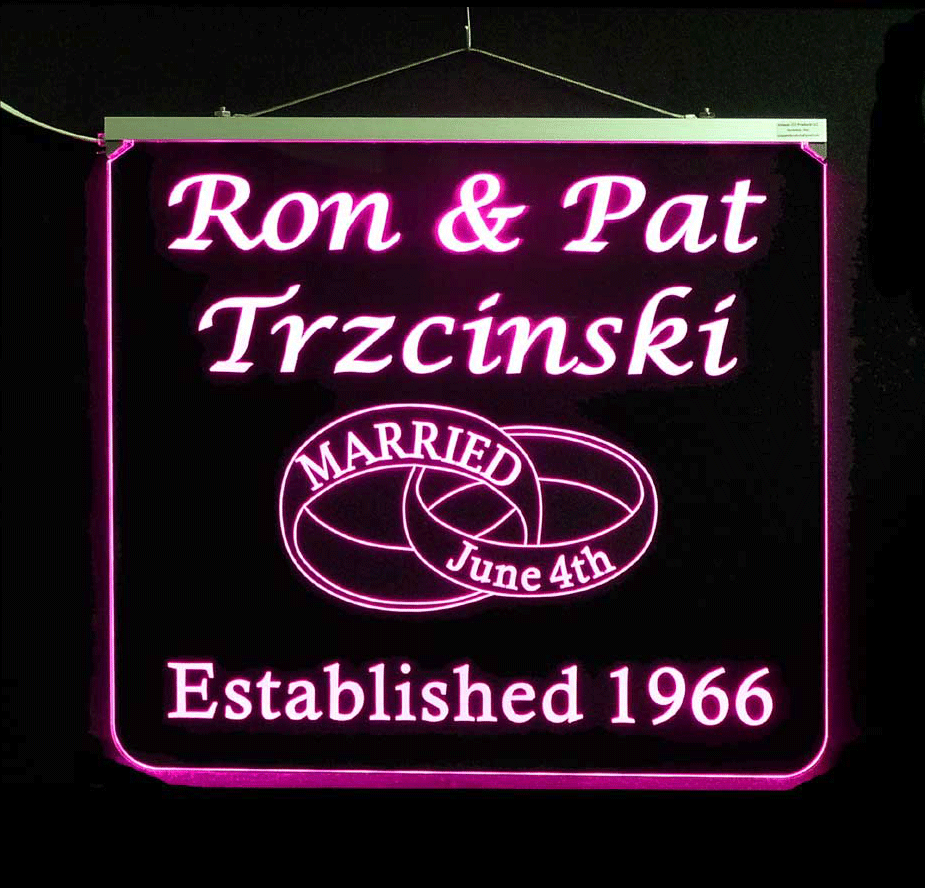 Ron & Pat
Trzcinski
MARRIED
June 4th
Established 1966